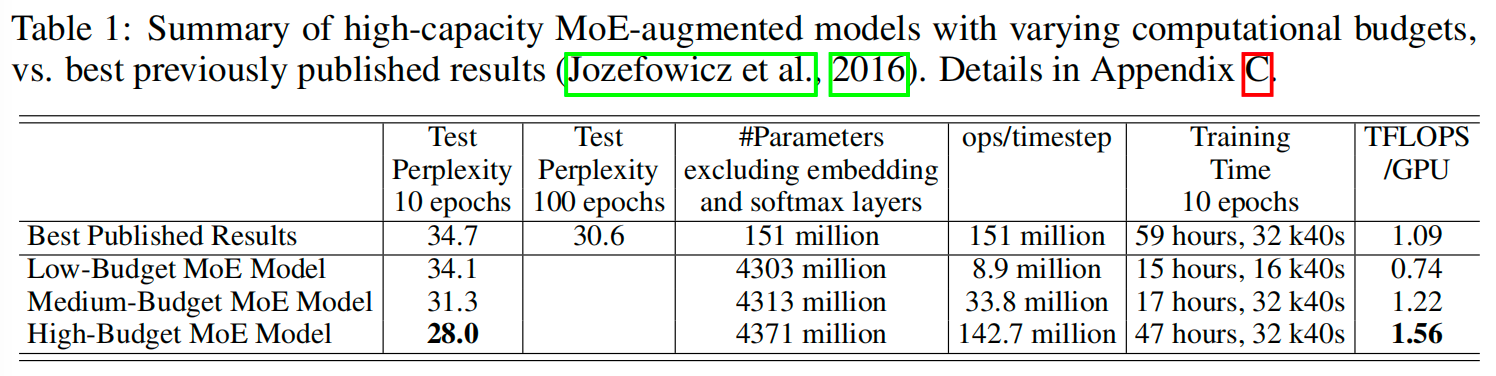 Table 1: Summary of high-capacity MoE-augmented models with varying computational budgets,
vs. best previously published results (Jozefowicz et al., 2016). Details in Appendix C.
Test Perplexity 10 epochs | Test Perplexity 100 epochs | #Parameters excluding embedding and softmax layers | ops/timestep | Training Time 10 epochs | TFLOPS /GPU
Best Published Results 34.7 30.6 151 million 151 million 59 hours, 32 k40s 1.09
Low-Budget MoE Model 34.1 4303 million 8.9 million 15 hours, 16 k40s 0.74
Medium-Budget MoE Model 31.3 4313 million 33.8 million 17 hours, 32 k40s 1.22
High-Budget MoE Model 28.0 4371 million 142.7 million 47 hours, 32 k40s 1.56